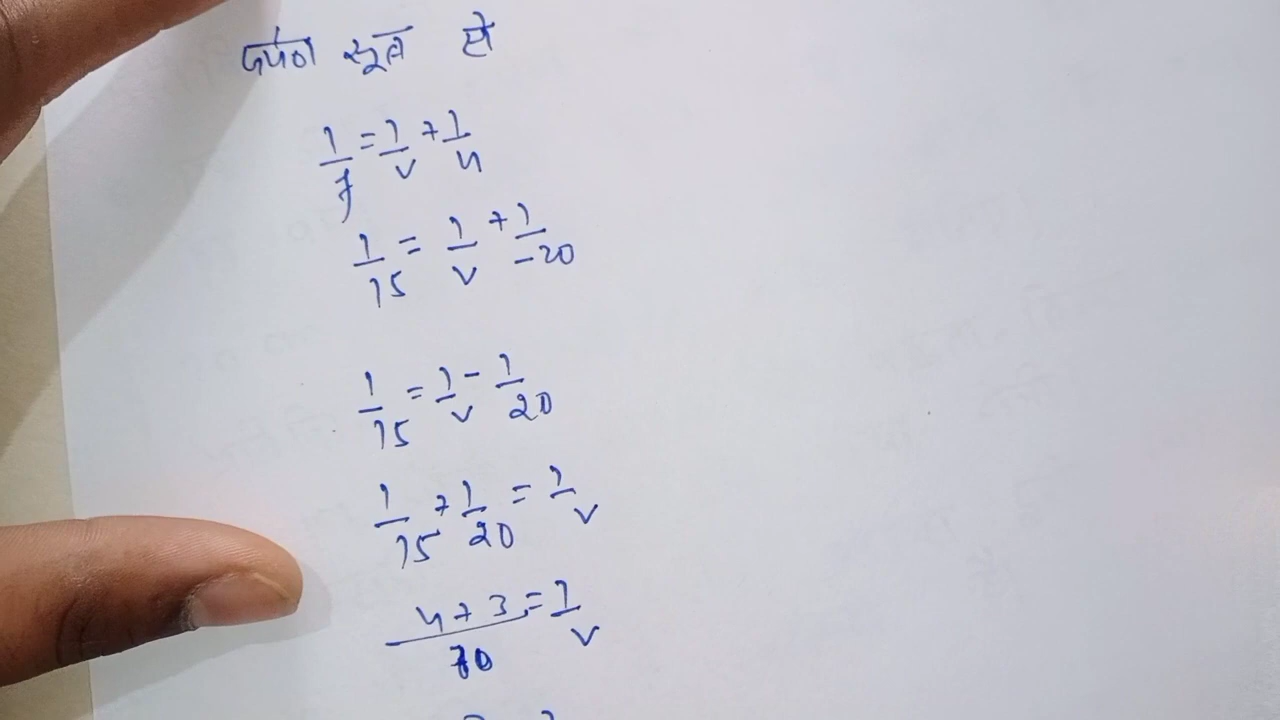 दर्पण सूत्र से
1/f = 1/v + 1/u
1/15 = 1/v + 1/-20
1/15 = 1/v - 1/20
1/15 + 1/20 = 1/v
4+3/70 = 1/v